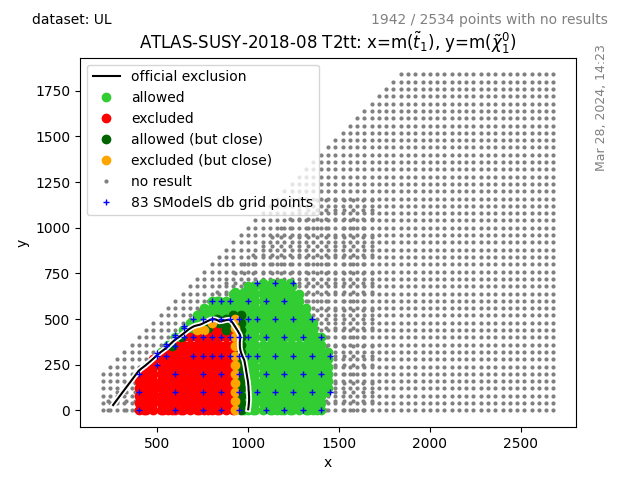 dataset: UL
1942 / 2534 points with no results
ATLAS-SUSY-2018-08 T2tt: x=m(t̃₁), y=m(χ̃₁⁰)
Mar 28, 2024, 14:23
official exclusion
allowed
excluded
allowed (but close)
excluded (but close)
no result
83 SModelS db grid points
y
1750
1500
1250
1000
750
500
250
0
500
1000
1500
2000
2500
x